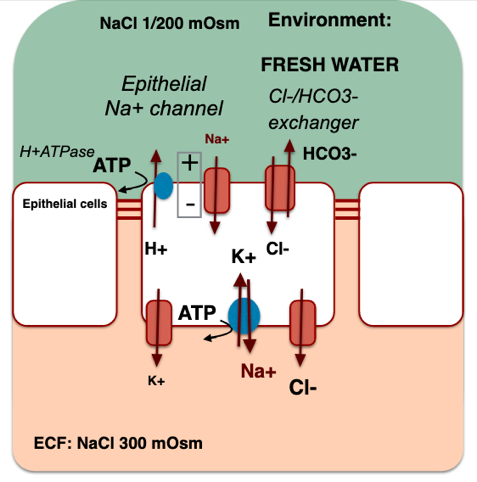 NaCl 1/200 mOsm
Environment:
FRESH WATER
Epithelial
Na+ channel
Cl-/HCO3-
exchanger
H+ATPase
ATP
Na+
HCO3-
+
-
Epithelial cells
H+
Cl-
K+
ATP
K+
Na+
Cl-
ECF: NaCl 300 mOsm